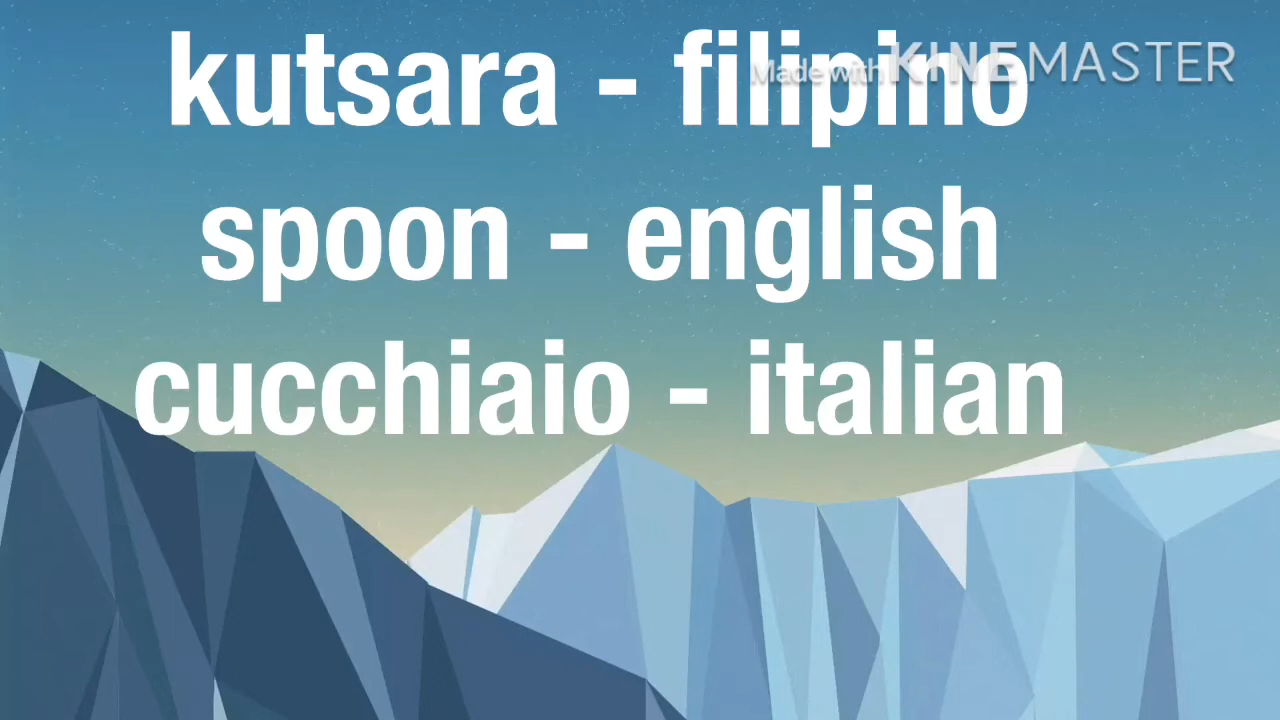 Made with KINEMASTER
kutsara - filipino
spoon - english
cucchiaio - italian